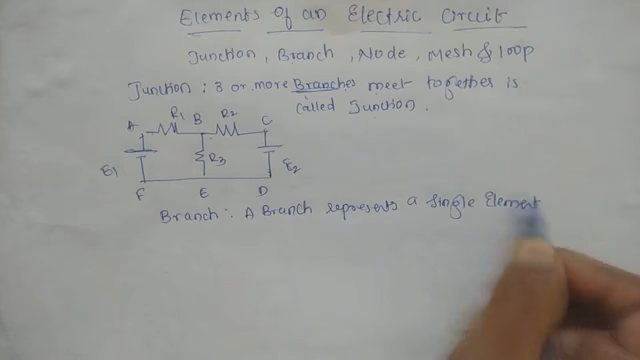 Elements of an Electric Circuit
Junction, Branch, Node, Mesh & loop
Junction : 3 or more Branches meet together is
called Junction.
A R1 B R2 C
E1 R3 E2
F E D
Branch : A Branch represents a single Element